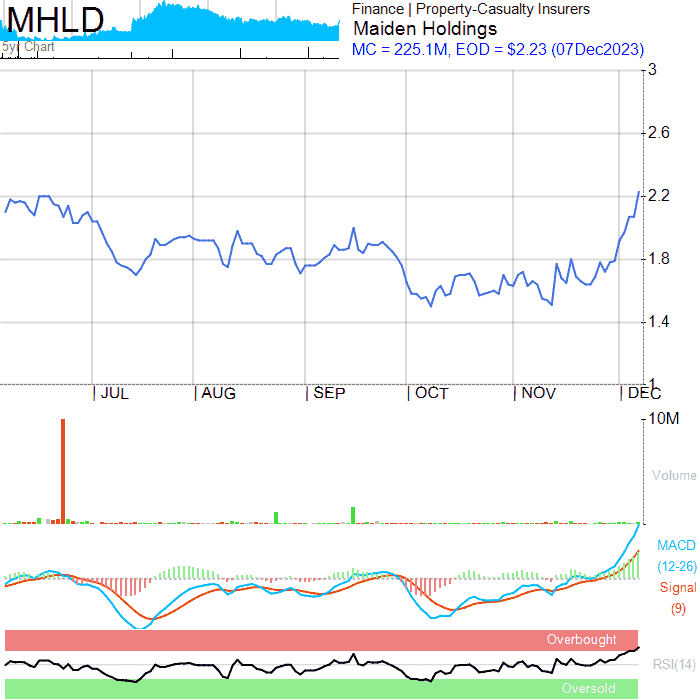 MHLD
5yr Chart
Finance | Property-Casualty Insurers
Maiden Holdings
MC = 225.1M, EOD = $2.23 (07Dec2023)
3
2.6
2.2
1.8
1.4
1
JUL AUG SEP OCT NOV DEC
10M
Volume
MACD
(12-26)
Signal
(9)
Overbought
RSI(14)
Oversold